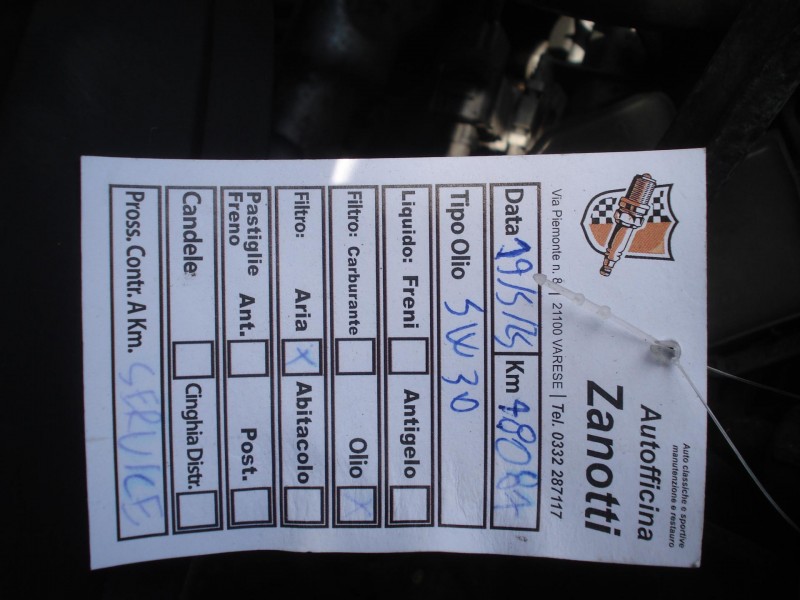 Auto classiche e sportive
manutenzione e restauro
Autofficina
Zanotti
Via Piemonte n. 8 | 21100 VARESE | Tel. 0332 287117
Data 19/5/25 Km 18084
Tipo Olio 5W30
Liquido: Freni Antigelo
Filtro: Carburante Olio X
Filtro: Aria X Abitacolo
Pastiglie Freno Ant. Post.
Candele Cinghia Distr.
Pross. Contr. A Km. SERVICE